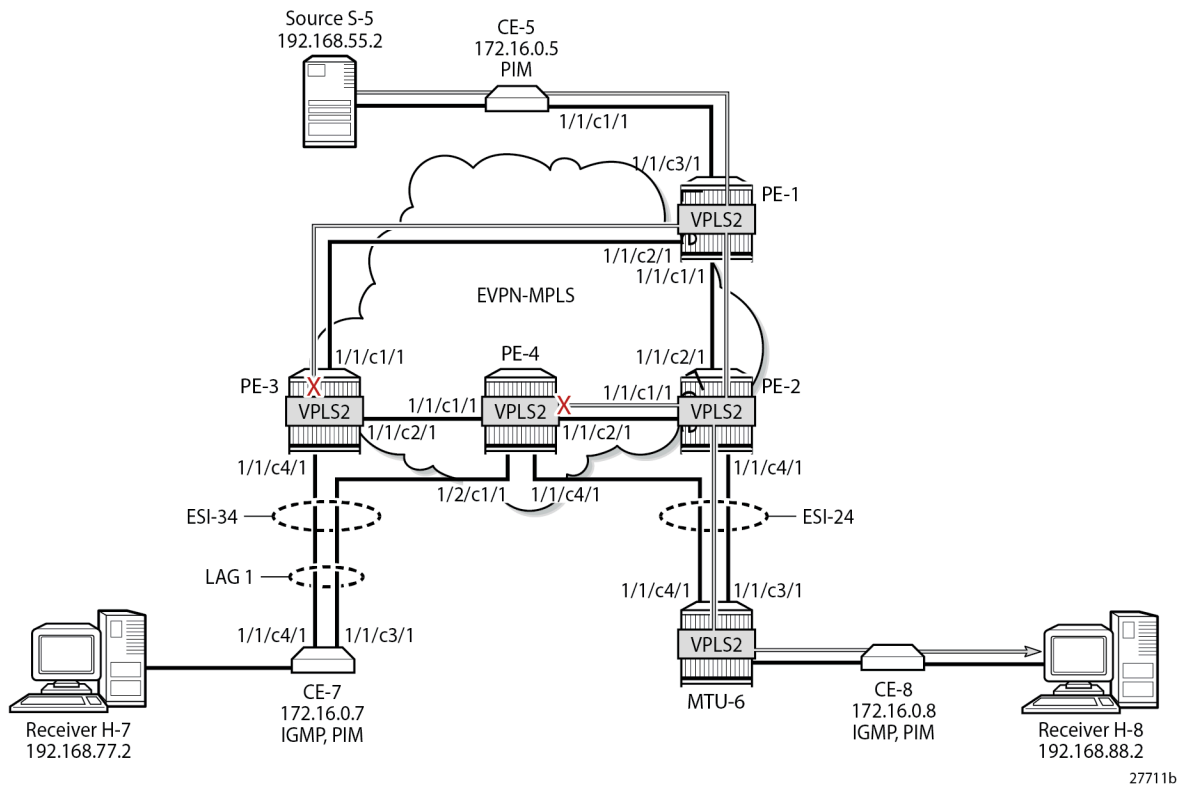 Source S-5
192.168.55.2
CE-5
172.16.0.5
PIM
1/1/c1/1
1/1/c3/1
PE-1
VPLS2
1/1/c2/1
1/1/c1/1
EVPN-MPLS
1/1/c1/1
PE-4
1/1/c2/1
PE-3
X
VPLS2
1/1/c1/1
VPLS2
X
1/1/c1/1
VPLS2
PE-2
1/1/c2/1
1/1/c2/1
1/1/c4/1
1/2/c1/1
1/1/c4/1
1/1/c4/1
ESI-34
ESI-24
LAG 1
1/1/c4/1
1/1/c3/1
1/1/c4/1
1/1/c3/1
VPLS2
MTU-6
CE-7
172.16.0.7
IGMP, PIM
CE-8
172.16.0.8
IGMP, PIM
Receiver H-7
192.168.77.2
Receiver H-8
192.168.88.2
27711b